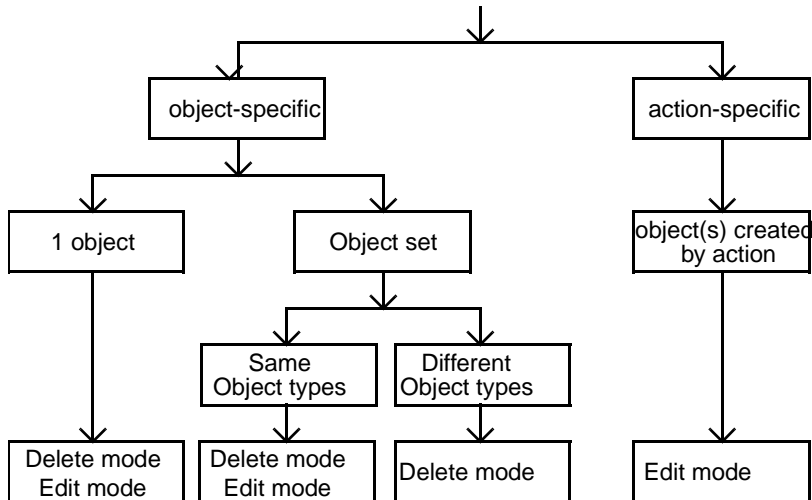 object-specific
action-specific
1 object
Object set
object(s) created
by action
Same
Object types
Different
Object types
Delete mode
Edit mode
Delete mode
Edit mode
Delete mode
Edit mode